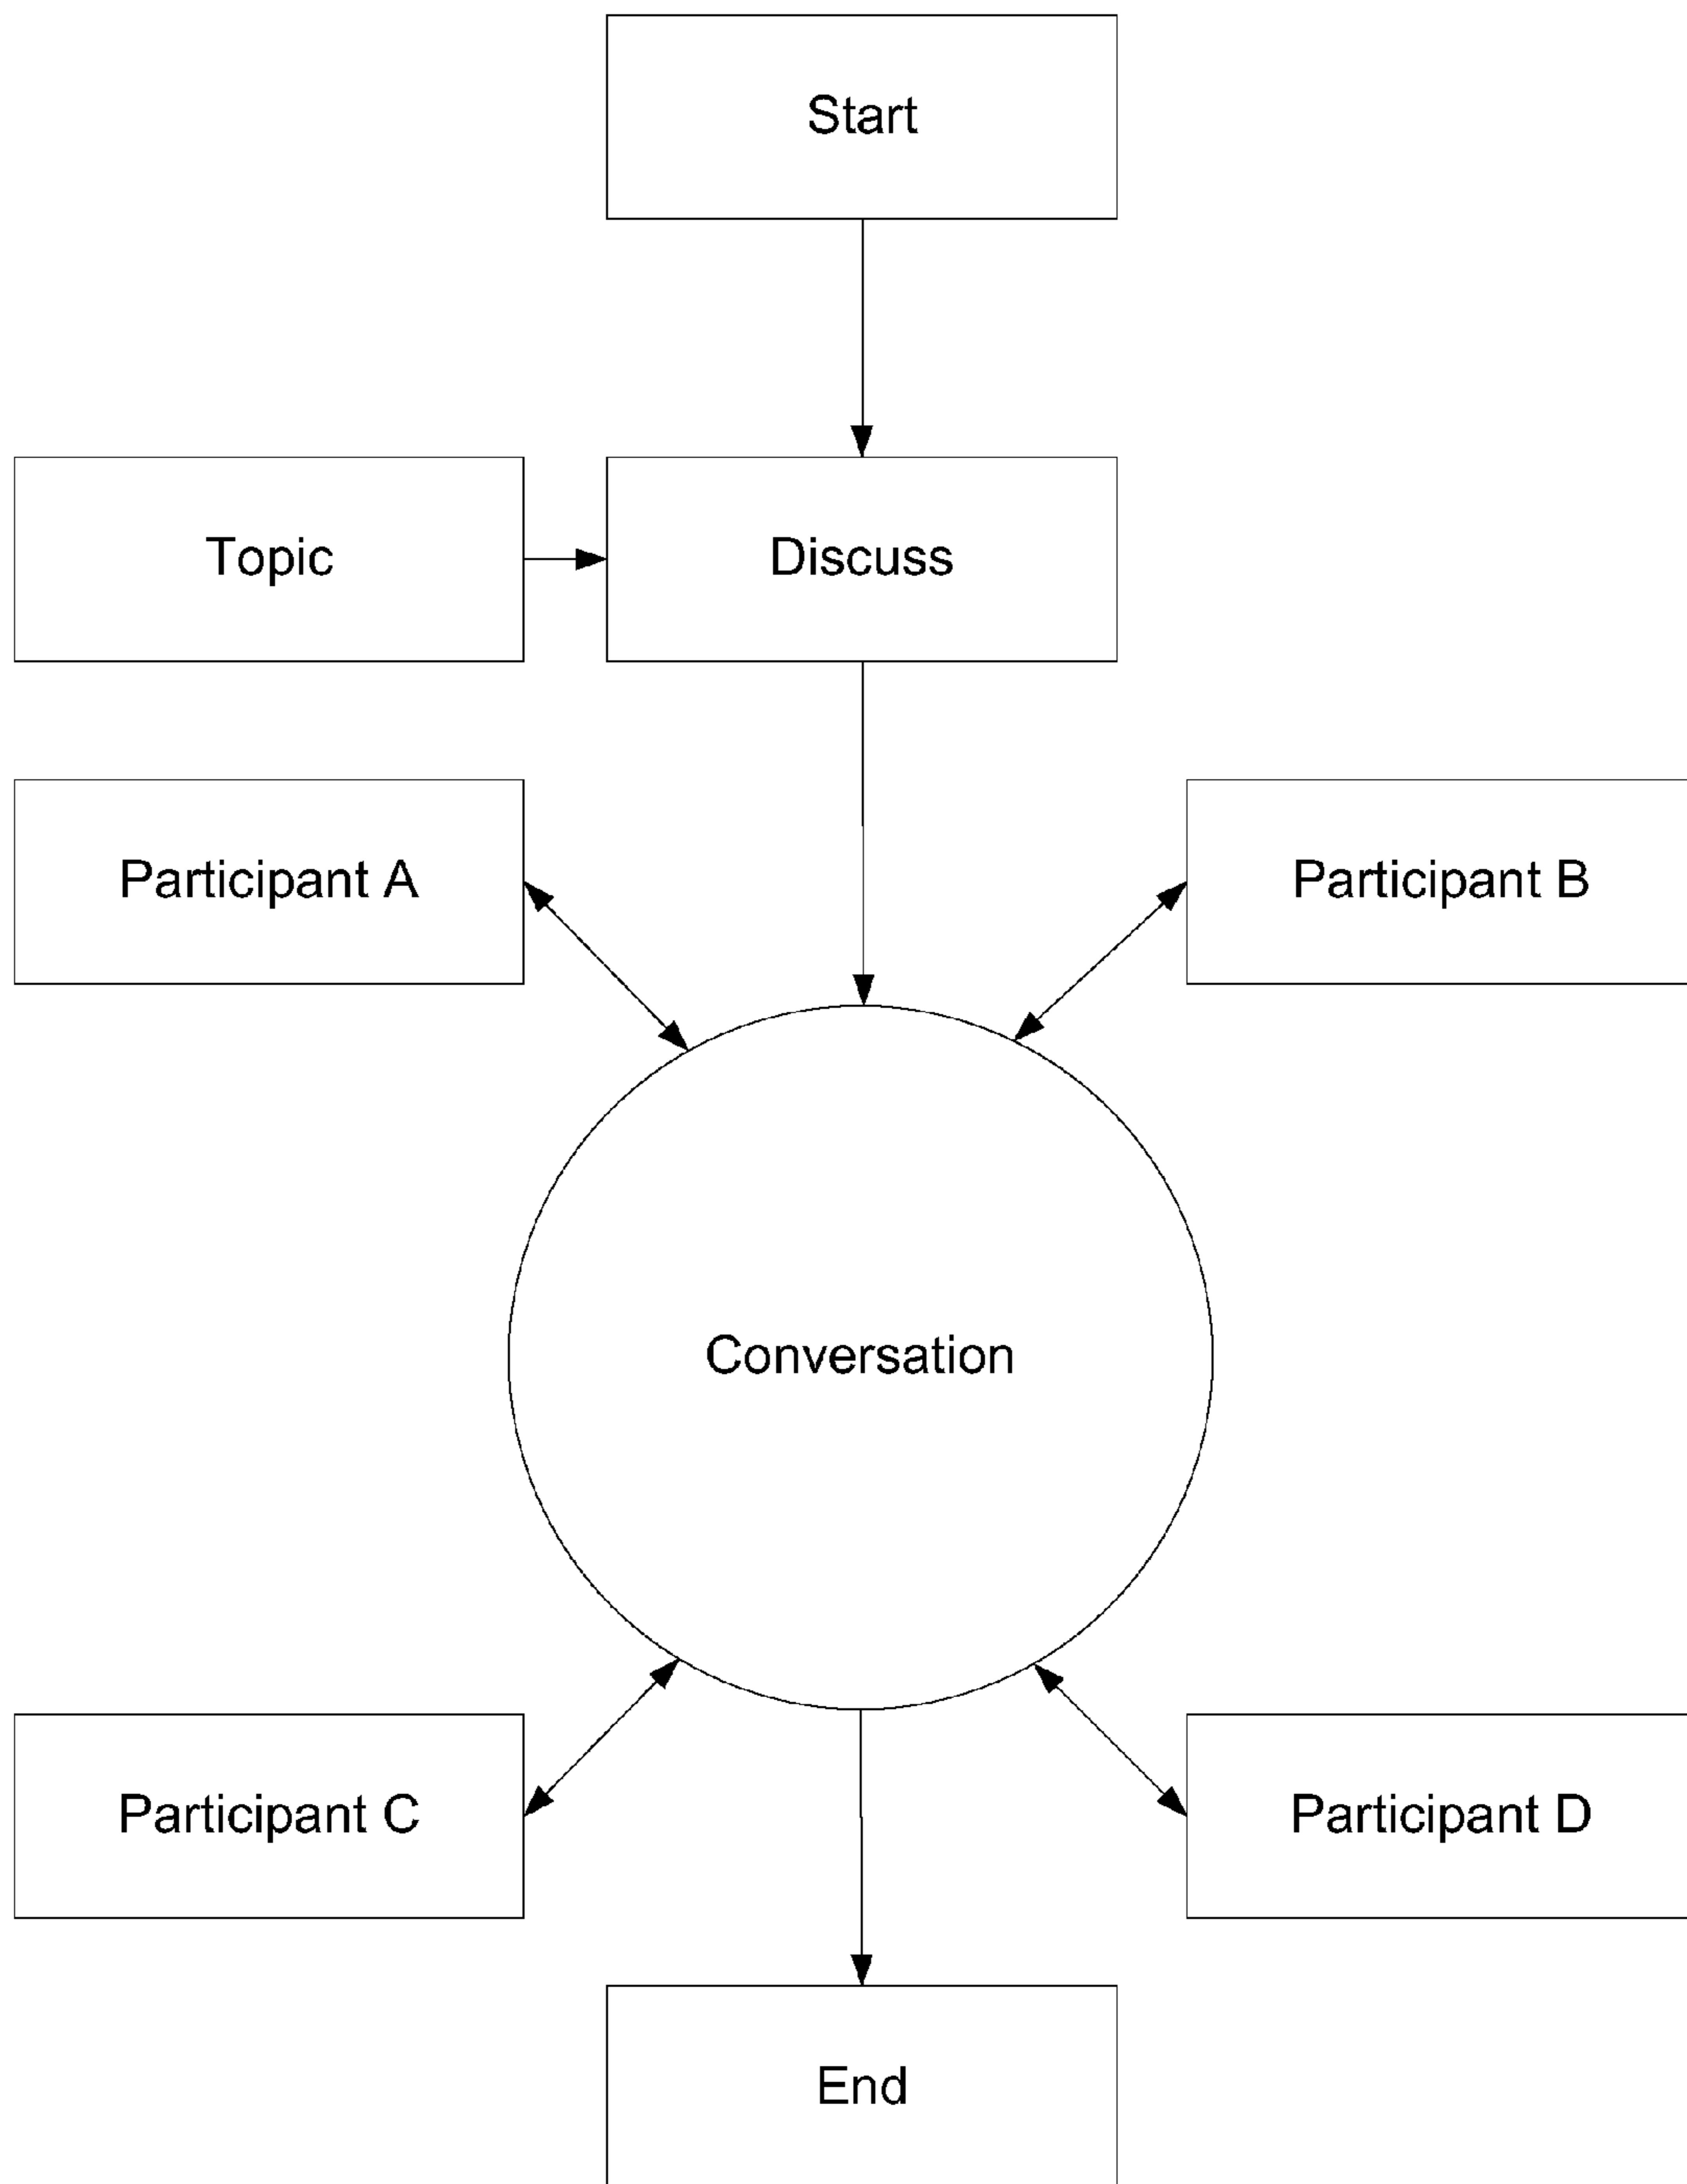 Start
Topic
Discuss
Participant A
Participant B
Conversation
Participant C
Participant D
End